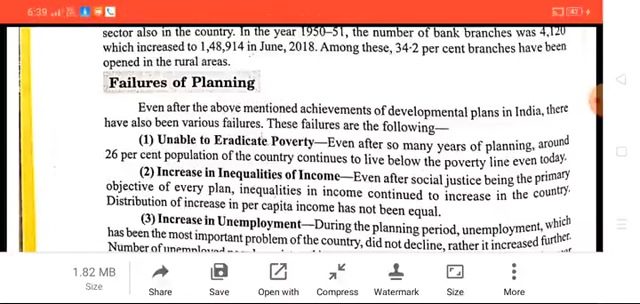 6:39
sector also in the country. In the year 1950–51, the number of bank branches was 4,120
which increased to 1,48,914 in June, 2018. Among these, 34·2 per cent branches have been
opened in the rural areas.
Failures of Planning
Even after the above mentioned achievements of developmental plans in India, there
have also been various failures. These failures are the following—
(1) Unable to Eradicate Poverty—Even after so many years of planning, around
26 per cent population of the country continues to live below the poverty line even today.
(2) Increase in Inequalities of Income—Even after social justice being the primary
objective of every plan, inequalities in income continued to increase in the country.
Distribution of increase in per capita income has not been equal.
(3) Increase in Unemployment—During the planning period, unemployment, which
has been the most important problem of the country, did not decline, rather it increased further.
Number of
1.82 MB
Size
Share
Save
Open with
Compress
Watermark
Size
More